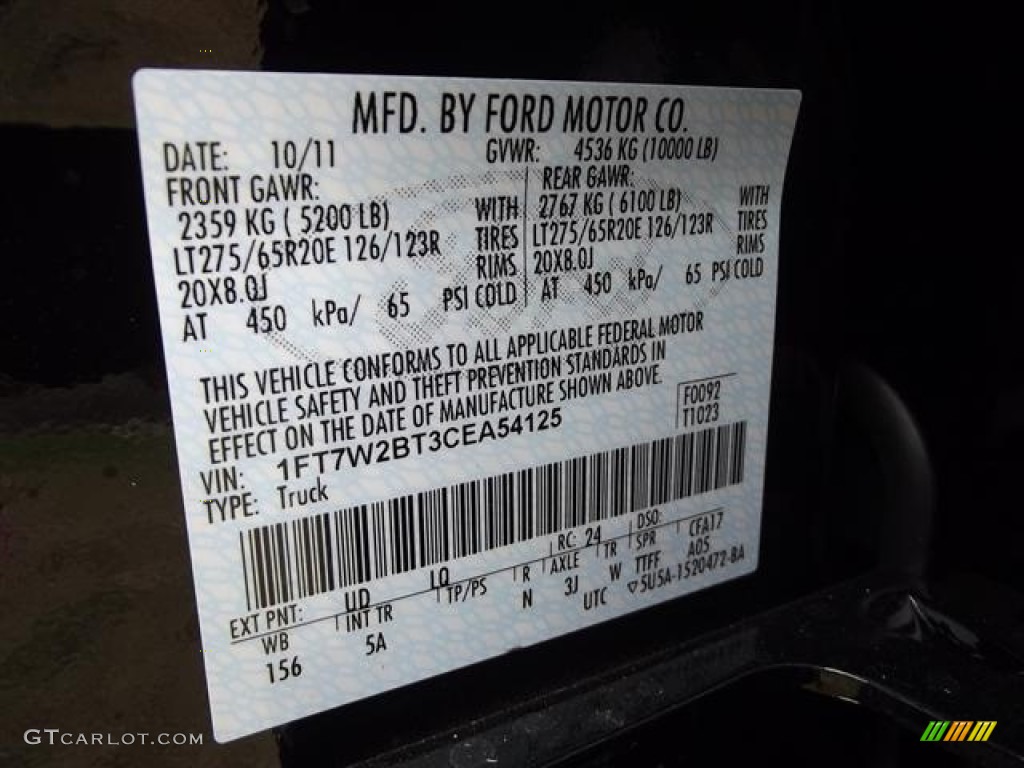 MFD. BY FORD MOTOR CO.
DATE: 10/11 GVWR: 4536 KG (10000 LB)
FRONT GAWR: REAR GAWR:
2359 KG ( 5200 LB) WITH 2767 KG ( 6100 LB) WITH
LT275/65R20E 126/123R TIRES LT275/65R20E 126/123R TIRES
20X8.0J RIMS 20X8.0J RIMS
AT 450 kPa/ 65 PSI COLD AT 450 kPa/ 65 PSI COLD
THIS VEHICLE CONFORMS TO ALL APPLICABLE FEDERAL MOTOR
VEHICLE SAFETY AND THEFT PREVENTION STANDARDS IN
EFFECT ON THE DATE OF MANUFACTURE SHOWN ABOVE.
F0092
T1023
VIN: 1FT7W2BT3CEA54125
TYPE: Truck
EXT PNT: UD LQ RC: 24 DSO:
WB INT TR TP/PS R AXLE TR SPR CFA17
156 5A N 3J W TTFF A05
UTC ▽5U5A-1520472-BA
GTCARLOT.COM